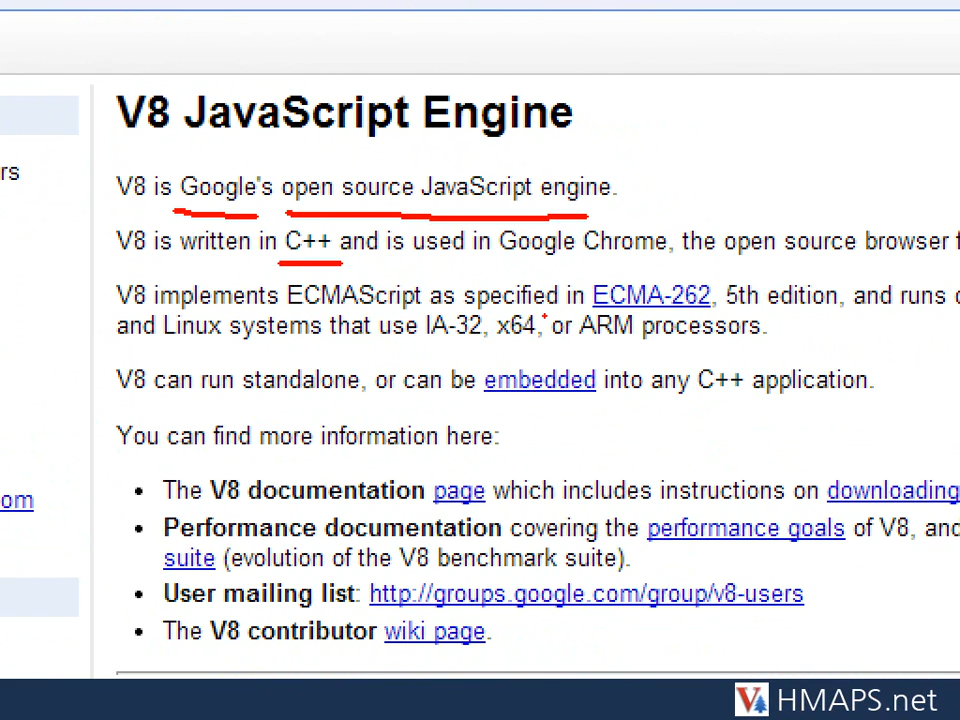 V8 JavaScript Engine
rs
V8 is Google's open source JavaScript engine.
V8 is written in C++ and is used in Google Chrome, the open source browser f
V8 implements ECMAScript as specified in ECMA-262, 5th edition, and runs o
and Linux systems that use IA-32, x64, or ARM processors.
V8 can run standalone, or can be embedded into any C++ application.
You can find more information here:
The V8 documentation page which includes instructions on downloading
om
Performance documentation covering the performance goals of V8, and
suite (evolution of the V8 benchmark suite).
User mailing list: http://groups.google.com/group/v8-users
The V8 contributor wiki page.
HMAPS.net